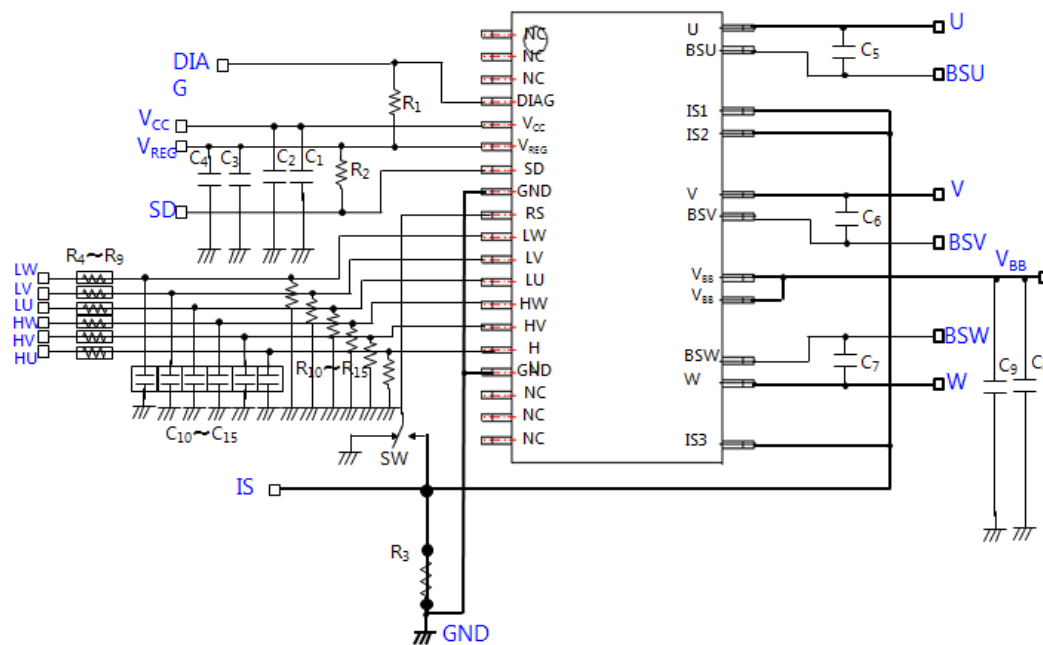 DIA
G
VCC
VREG
SD
C4
C3
C2
C1
R1
R2
R4～R9
LW
LV
LU
HW
HV
HU
R10～R15
C10～C15
SW
IS
R3
GND
NC
NC
NC
DIAG
VCC
VREG
SD
GND
RS
LW
LV
LU
HW
HV
H
GND
NC
NC
NC
U
BSU
IS1
IS2
V
BSV
VBB
VBB
BSW
W
IS3
U
C5
BSU
V
C6
BSV
VBB
BSW
C7
W
C9